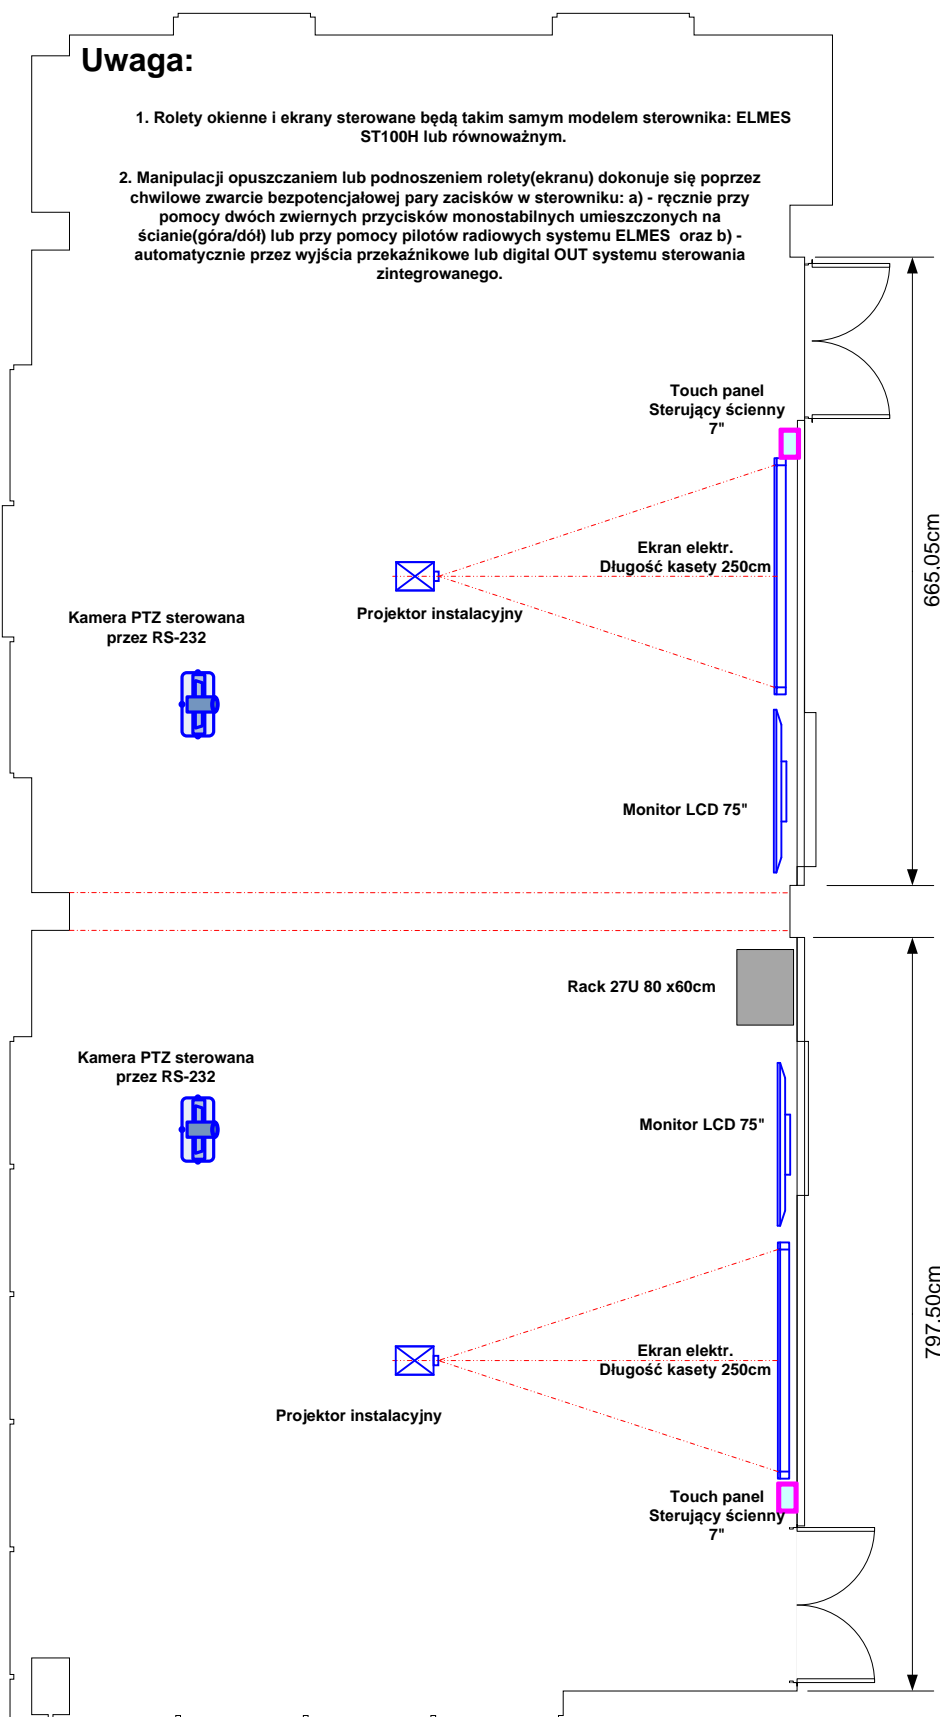 Uwaga:
1. Rolety okienne i ekrany sterowane będą takim samym modelem sterownika: ELMES
ST100H lub równoważnym.
2. Manipulacji opuszczaniem lub podnoszeniem rolety(ekranu) dokonuje się poprzez
chwilowe zwarcie bezpotencjałowej pary zacisków w sterowniku: a) - ręcznie przy
pomocy dwóch zwiernych przycisków monostabilnych umieszczonych na
ścianie(góra/dół) lub przy pomocy pilotów radiowych systemu ELMES oraz b) -
automatycznie przez wyjścia przekaźnikowe lub digital OUT systemu sterowania
zintegrowanego.
Touch panel
Sterujący ścienny
7"
665,05cm
Ekran elektr.
Długość kasety 250cm
Projektor instalacyjny
Kamera PTZ sterowana
przez RS-232
Monitor LCD 75"
Rack 27U 80 x60cm
Kamera PTZ sterowana
przez RS-232
Monitor LCD 75"
797,50cm
Ekran elektr.
Długość kasety 250cm
Projektor instalacyjny
Touch panel
Sterujący ścienny
7"